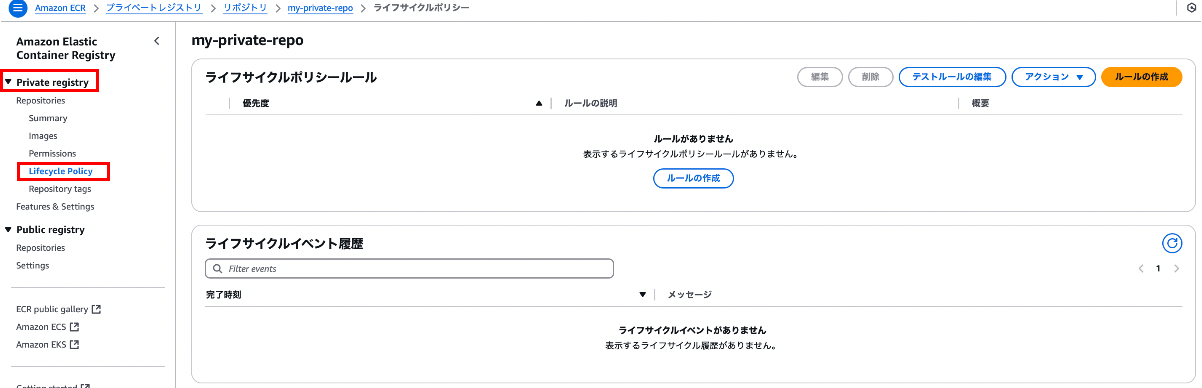 Amazon ECR > プライベートレジストリ > リポジトリ > my-private-repo > ライフサイクルポリシー
Amazon Elastic
Container Registry
Private registry
Repositories
Summary
Images
Permissions
Lifecycle Policy
Repository tags
Features & Settings
Public registry
Repositories
Settings
ECR public gallery
Amazon ECS
Amazon EKS
Getting started
my-private-repo
ライフサイクルポリシールール
編集 削除 テストルールの編集 アクション ルールの作成
優先度 ルールの説明 概要
ルールがありません
表示するライフサイクルポリシールールがありません。
ルールの作成
ライフサイクルイベント履歴
Filter events
1
完了時刻 メッセージ
ライフサイクルイベントがありません
表示するライフサイクル履歴がありません。